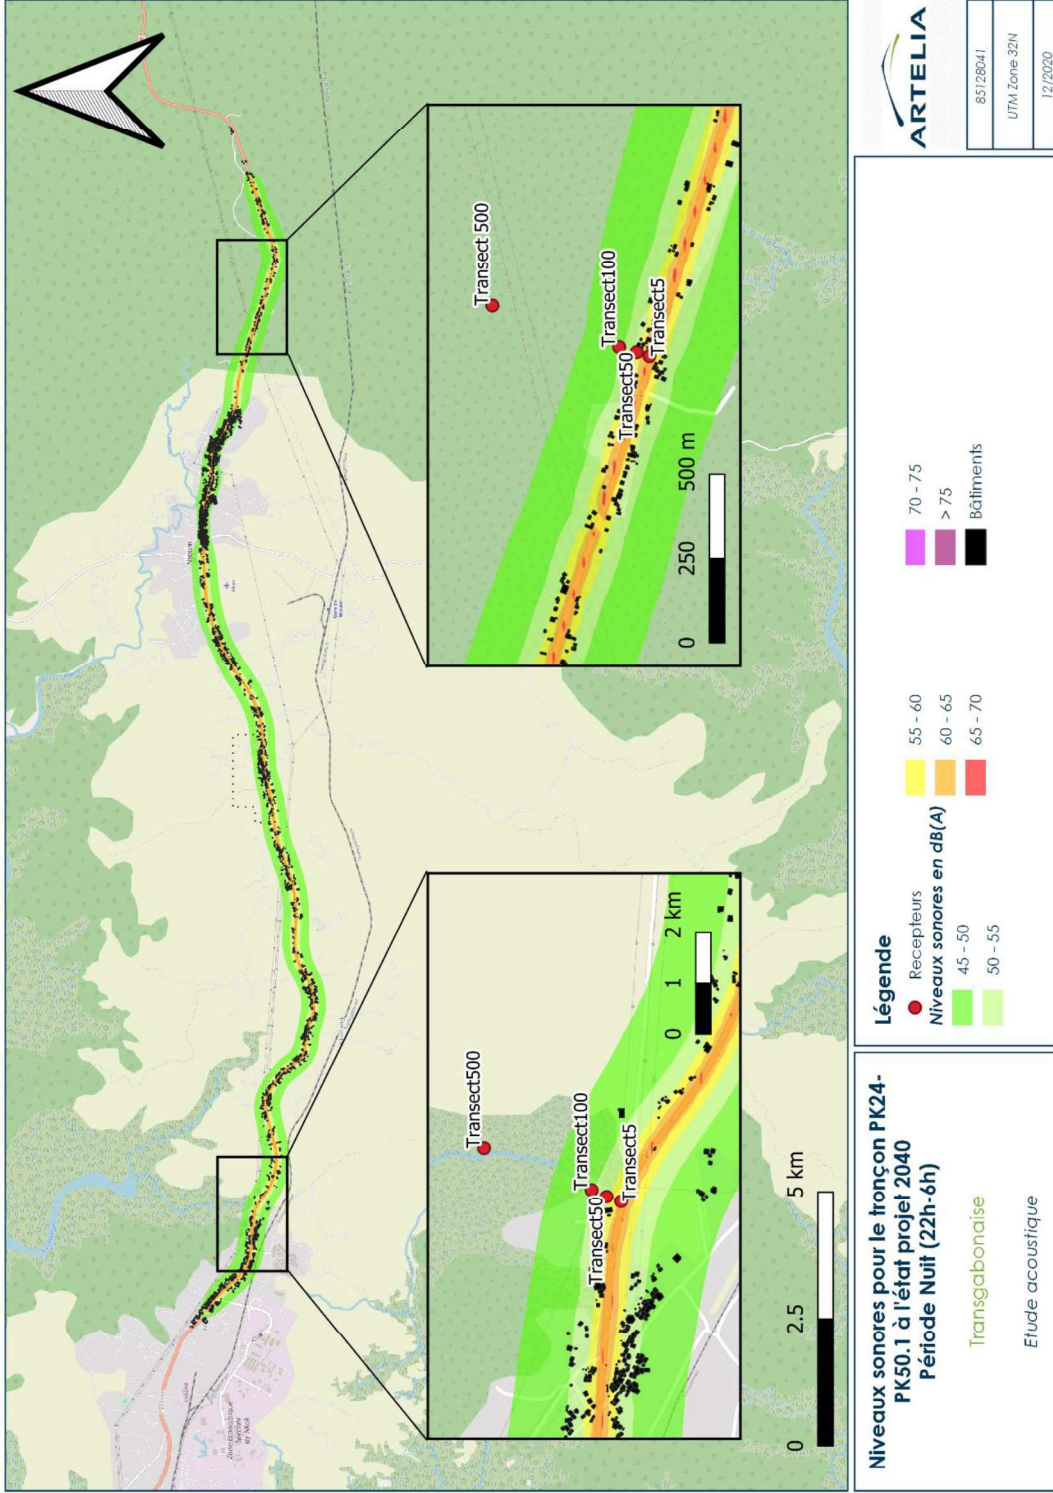 Ntoum
Transect500
Transect100
Transect50
Transect5
0 1 2 km
Transect 500
Transect100
Transect50
Transect5
0 250 500 m
0 2.5 5 km
Niveaux sonores pour le tronçon PK24-
PK50.1 à l'état projet 2040
Période Nuit (22h-6h)
Transgabonaise
Etude acoustique
Légende
Recepteurs
Niveaux sonores en dB(A)
45 - 50
50 - 55
55 - 60
60 - 65
65 - 70
70 - 75
> 75
Bâtiments
ARTELIA
85128041
UTM Zone 32N
12/2020